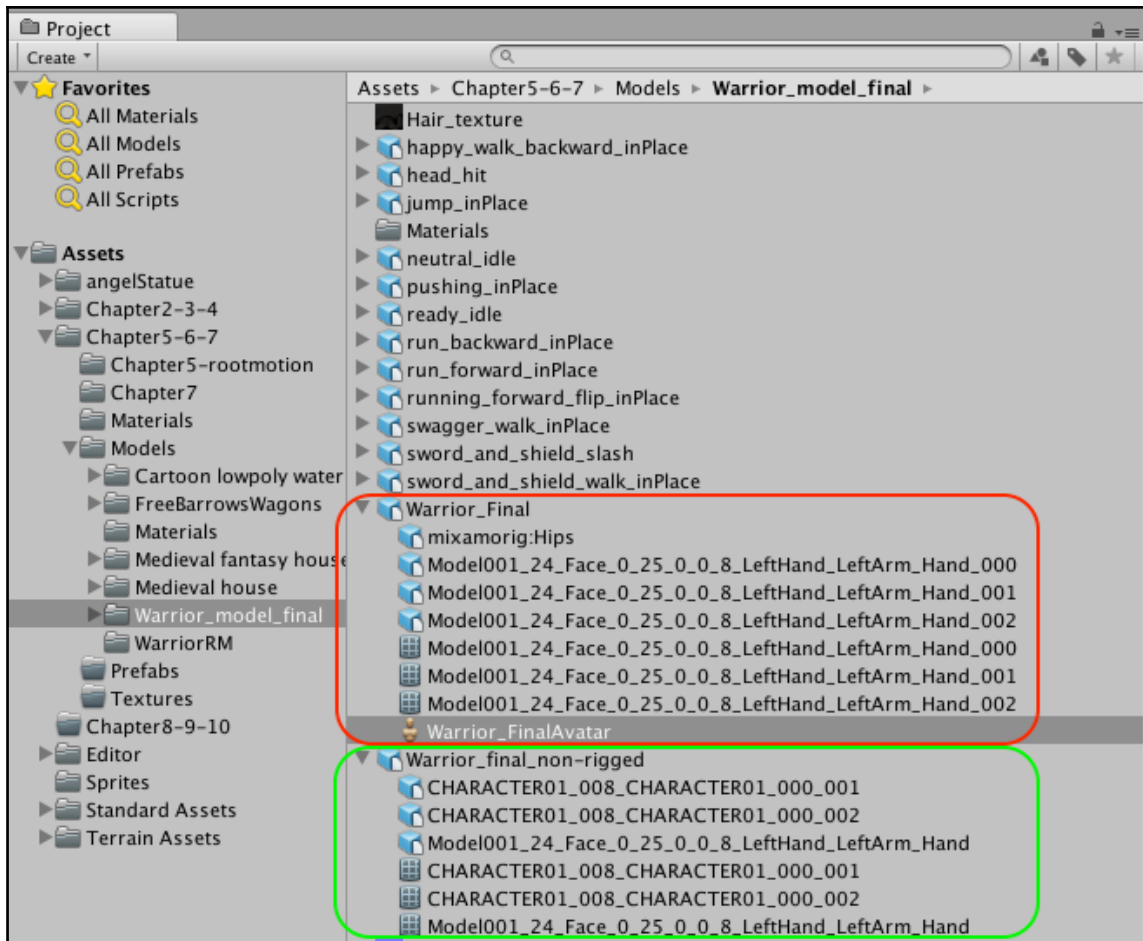 Project
Create
Favorites
All Materials
All Models
All Prefabs
All Scripts
Assets
angelStatue
Chapter2-3-4
Chapter5-6-7
Chapter5-rootmotion
Chapter7
Materials
Models
Cartoon lowpoly water
FreeBarrowsWagons
Materials
Medieval fantasy house
Medieval house
Warrior_model_final
WarriorRM
Prefabs
Textures
Chapter8-9-10
Editor
Sprites
Standard Assets
Terrain Assets
Assets Chapter5-6-7 Models Warrior_model_final
Hair_texture
happy_walk_backward_inPlace
head_hit
jump_inPlace
Materials
neutral_idle
pushing_inPlace
ready_idle
run_backward_inPlace
run_forward_inPlace
running_forward_flip_inPlace
swagger_walk_inPlace
sword_and_shield_slash
sword_and_shield_walk_inPlace
Warrior_Final
mixamorig:Hips
Model001_24_Face_0_25_0_0_8_LeftHand_LeftArm_Hand_000
Model001_24_Face_0_25_0_0_8_LeftHand_LeftArm_Hand_001
Model001_24_Face_0_25_0_0_8_LeftHand_LeftArm_Hand_002
Model001_24_Face_0_25_0_0_8_LeftHand_LeftArm_Hand_000
Model001_24_Face_0_25_0_0_8_LeftHand_LeftArm_Hand_001
Model001_24_Face_0_25_0_0_8_LeftHand_LeftArm_Hand_002
Warrior_FinalAvatar
Warrior_final_non-rigged
CHARACTER01_008_CHARACTER01_000_001
CHARACTER01_008_CHARACTER01_000_002
Model001_24_Face_0_25_0_0_8_LeftHand_LeftArm_Hand
CHARACTER01_008_CHARACTER01_000_001
CHARACTER01_008_CHARACTER01_000_002
Model001_24_Face_0_25_0_0_8_LeftHand_LeftArm_Hand